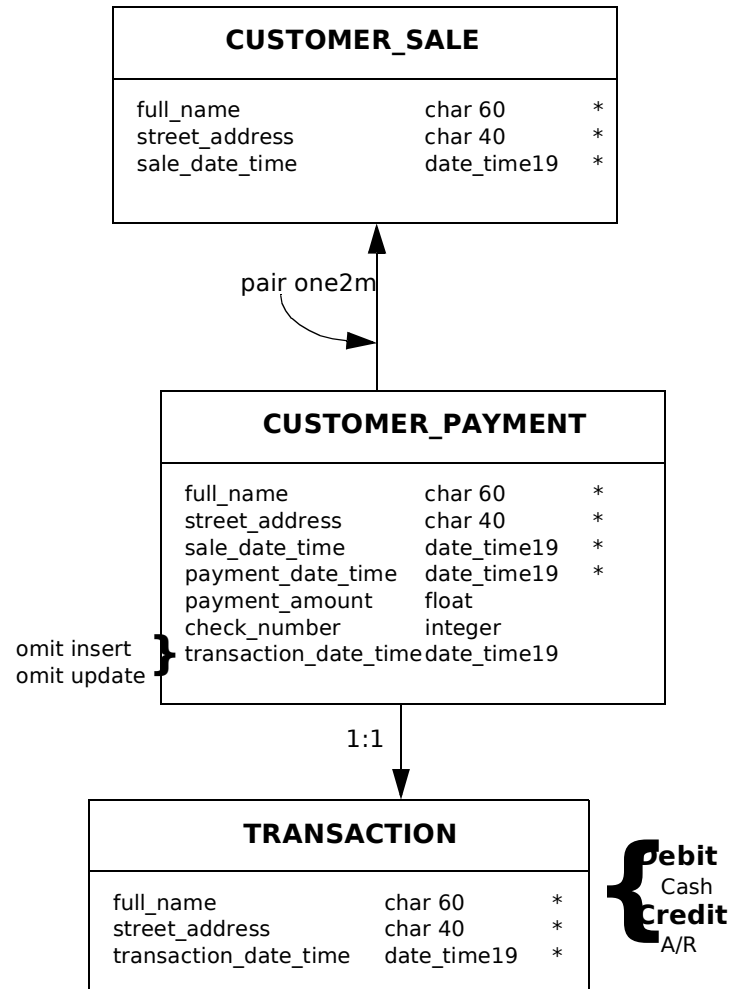 CUSTOMER_SALE
full_name char 60 *
street_address char 40 *
sale_date_time date_time19 *
pair one2m
CUSTOMER_PAYMENT
full_name char 60 *
street_address char 40 *
sale_date_time date_time19 *
payment_date_time date_time19 *
payment_amount float
check_number integer
omit insert
omit update
transaction_date_time date_time19
1:1
TRANSACTION
full_name char 60 *
street_address char 40 *
transaction_date_time date_time19 *
Debit
Cash
Credit
A/R